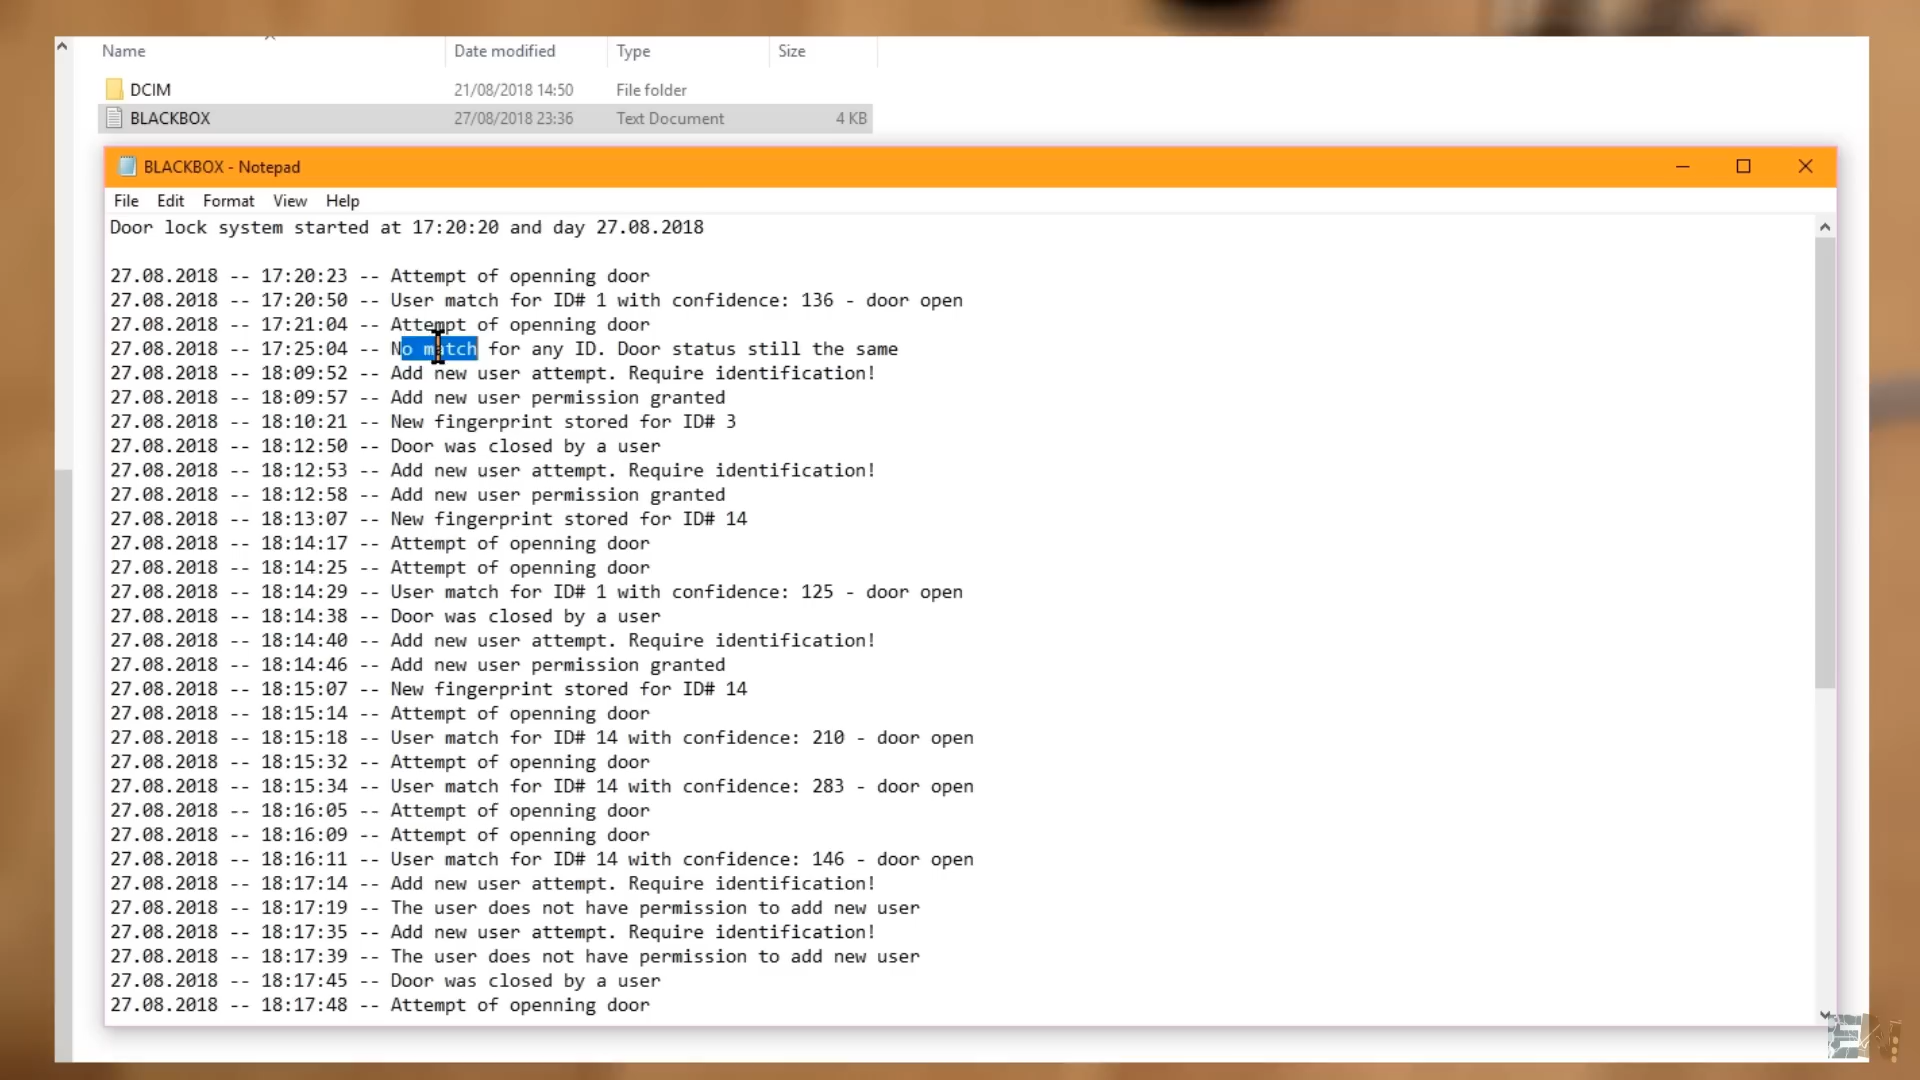 Name Date modified Type Size
DCIM 21/08/2018 14:50 File folder
BLACKBOX 27/08/2018 23:36 Text Document 4 KB
BLACKBOX - Notepad
File Edit Format View Help
Door lock system started at 17:20:20 and day 27.08.2018
27.08.2018 -- 17:20:23 -- Attempt of openning door
27.08.2018 -- 17:20:50 -- User match for ID# 1 with confidence: 136 - door open
27.08.2018 -- 17:21:04 -- Attempt of openning door
27.08.2018 -- 17:25:04 -- No match for any ID. Door status still the same
27.08.2018 -- 18:09:52 -- Add new user attempt. Require identification!
27.08.2018 -- 18:09:57 -- Add new user permission granted
27.08.2018 -- 18:10:21 -- New fingerprint stored for ID# 3
27.08.2018 -- 18:12:50 -- Door was closed by a user
27.08.2018 -- 18:12:53 -- Add new user attempt. Require identification!
27.08.2018 -- 18:12:58 -- Add new user permission granted
27.08.2018 -- 18:13:07 -- New fingerprint stored for ID# 14
27.08.2018 -- 18:14:17 -- Attempt of openning door
27.08.2018 -- 18:14:25 -- Attempt of openning door
27.08.2018 -- 18:14:29 -- User match for ID# 1 with confidence: 125 - door open
27.08.2018 -- 18:14:38 -- Door was closed by a user
27.08.2018 -- 18:14:40 -- Add new user attempt. Require identification!
27.08.2018 -- 18:14:46 -- Add new user permission granted
27.08.2018 -- 18:15:07 -- New fingerprint stored for ID# 14
27.08.2018 -- 18:15:14 -- Attempt of openning door
27.08.2018 -- 18:15:18 -- User match for ID# 14 with confidence: 210 - door open
27.08.2018 -- 18:15:32 -- Attempt of openning door
27.08.2018 -- 18:15:34 -- User match for ID# 14 with confidence: 283 - door open
27.08.2018 -- 18:16:05 -- Attempt of openning door
27.08.2018 -- 18:16:09 -- Attempt of openning door
27.08.2018 -- 18:16:11 -- User match for ID# 14 with confidence: 146 - door open
27.08.2018 -- 18:17:14 -- Add new user attempt. Require identification!
27.08.2018 -- 18:17:19 -- The user does not have permission to add new user
27.08.2018 -- 18:17:35 -- Add new user attempt. Require identification!
27.08.2018 -- 18:17:39 -- The user does not have permission to add new user
27.08.2018 -- 18:17:45 -- Door was closed by a user
27.08.2018 -- 18:17:48 -- Attempt of openning door